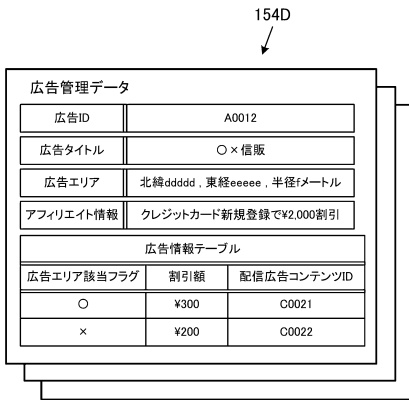 154D
広告管理データ
広告ID A0012
広告タイトル ○×信販
広告エリア 北緯ddddd , 東経eeeee , 半径fメートル
アフィリエイト情報 クレジットカード新規登録で¥2,000割引
広告情報テーブル
広告エリア該当フラグ 割引額 配信広告コンテンツID
○ ¥300 C0021
× ¥200 C0022